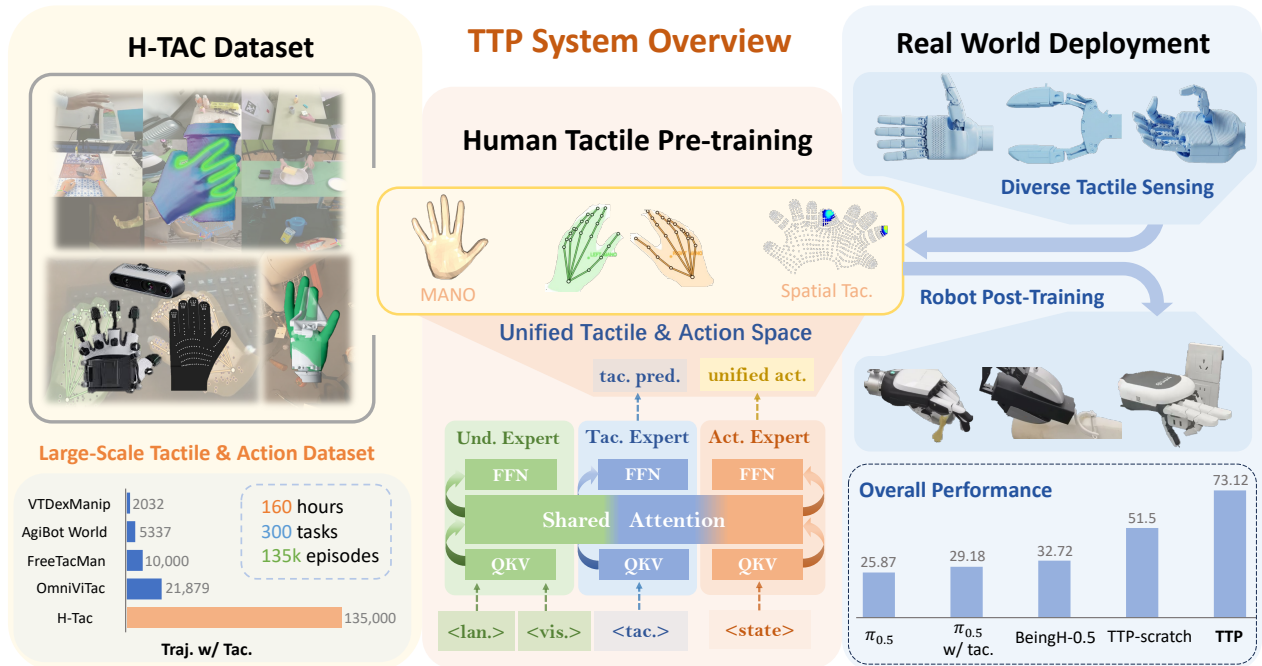 H-TAC Dataset
Large-Scale Tactile & Action Dataset
VTDexManip 2032
AgiBot World 5337
FreeTacMan 10,000
OmniViTac 21,879
H-Tac 135,000
160 hours
300 tasks
135k episodes
Traj. w/ Tac.
TTP System Overview
Human Tactile Pre-training
MANO
Spatial Tac.
Unified Tactile & Action Space
tac. pred.
unified act.
Und. Expert
Tac. Expert
Act. Expert
FFN
FFN
FFN
Shared Attention
QKV
QKV
QKV
<lan.>
<vis.>
<tac.>
<state>
Real World Deployment
Diverse Tactile Sensing
Robot Post-Training
Overall Performance
25.87
29.18
32.72
51.5
73.12
π0.5
π0.5
w/ tac.
BeingH-0.5
TTP-scratch
TTP